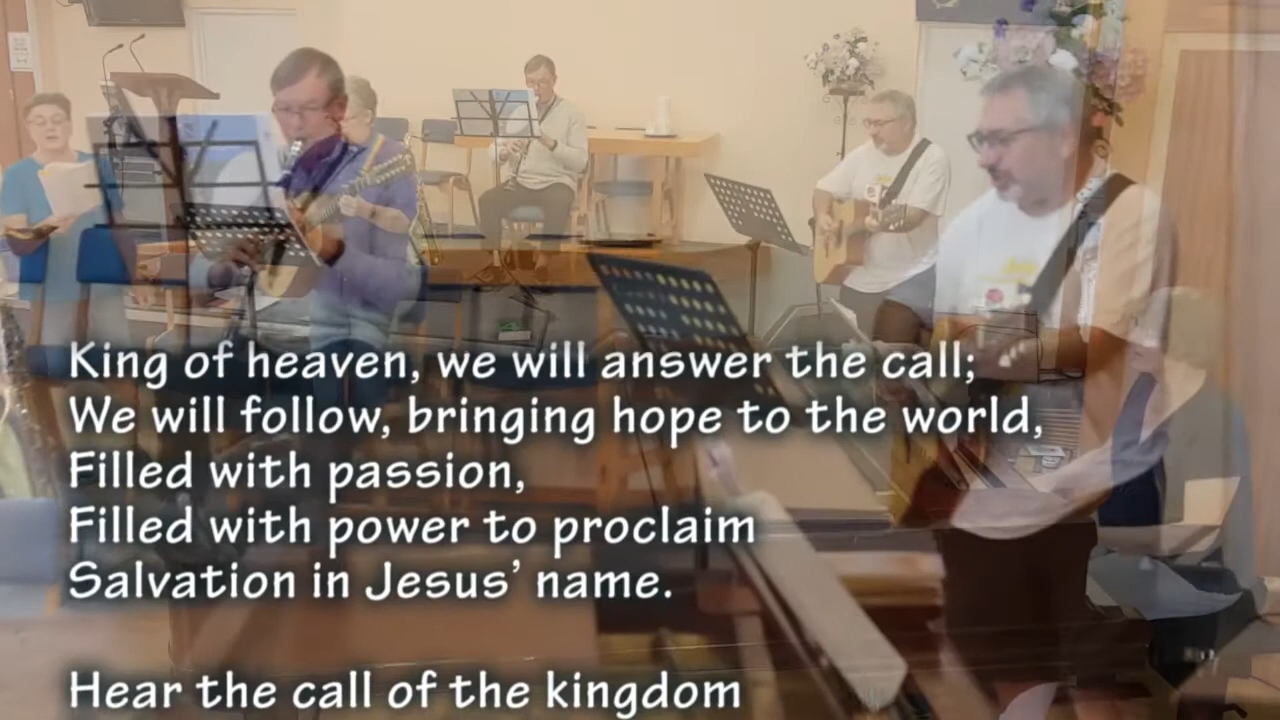 King of heaven, we will answer the call;
We will follow, bringing hope to the world,
Filled with passion,
Filled with power to proclaim
Salvation in Jesus’ name.
Hear the call of the kingdom